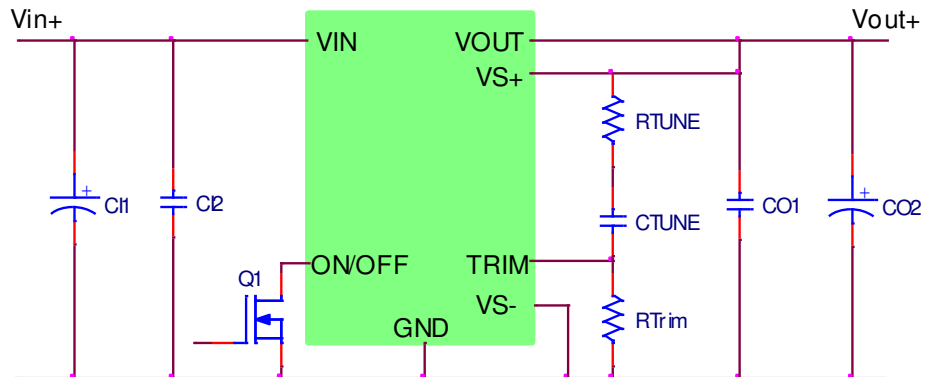 Vin+
Vout+
VIN
VOUT
VS+
RTUNE
+
CI1
CI2
CTUNE
CO1
+
CO2
ON/OFF
TRIM
Q1
VS-
RTrim
GND